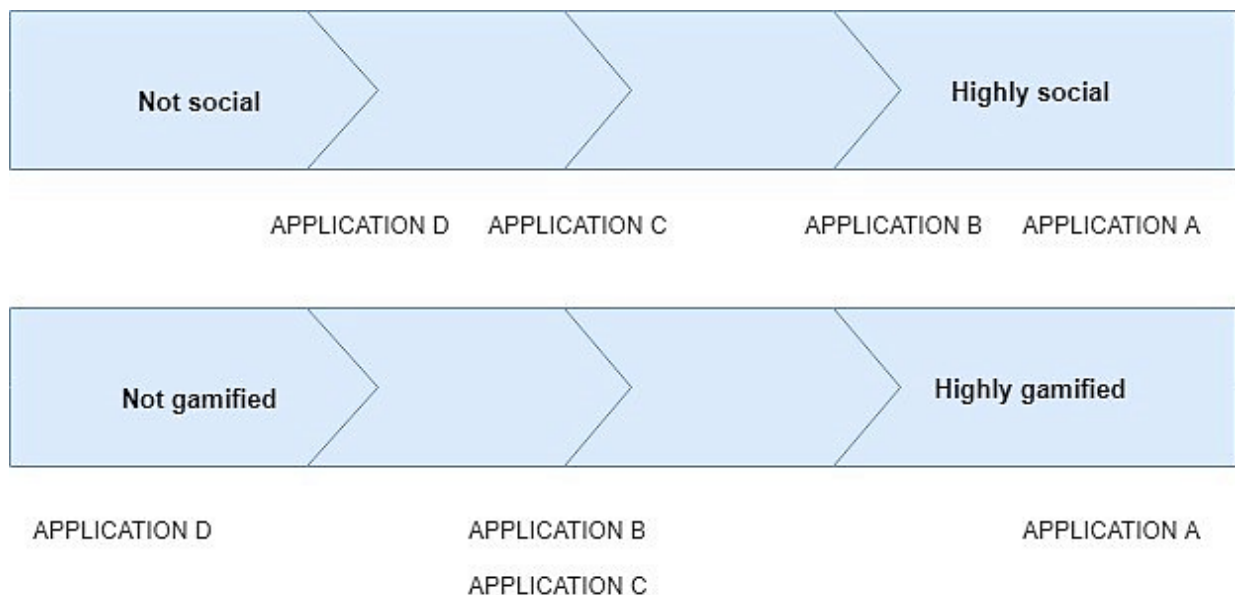 Not social Highly social
APPLICATION D APPLICATION C APPLICATION B APPLICATION A
Not gamified Highly gamified
APPLICATION D APPLICATION B APPLICATION A
APPLICATION C